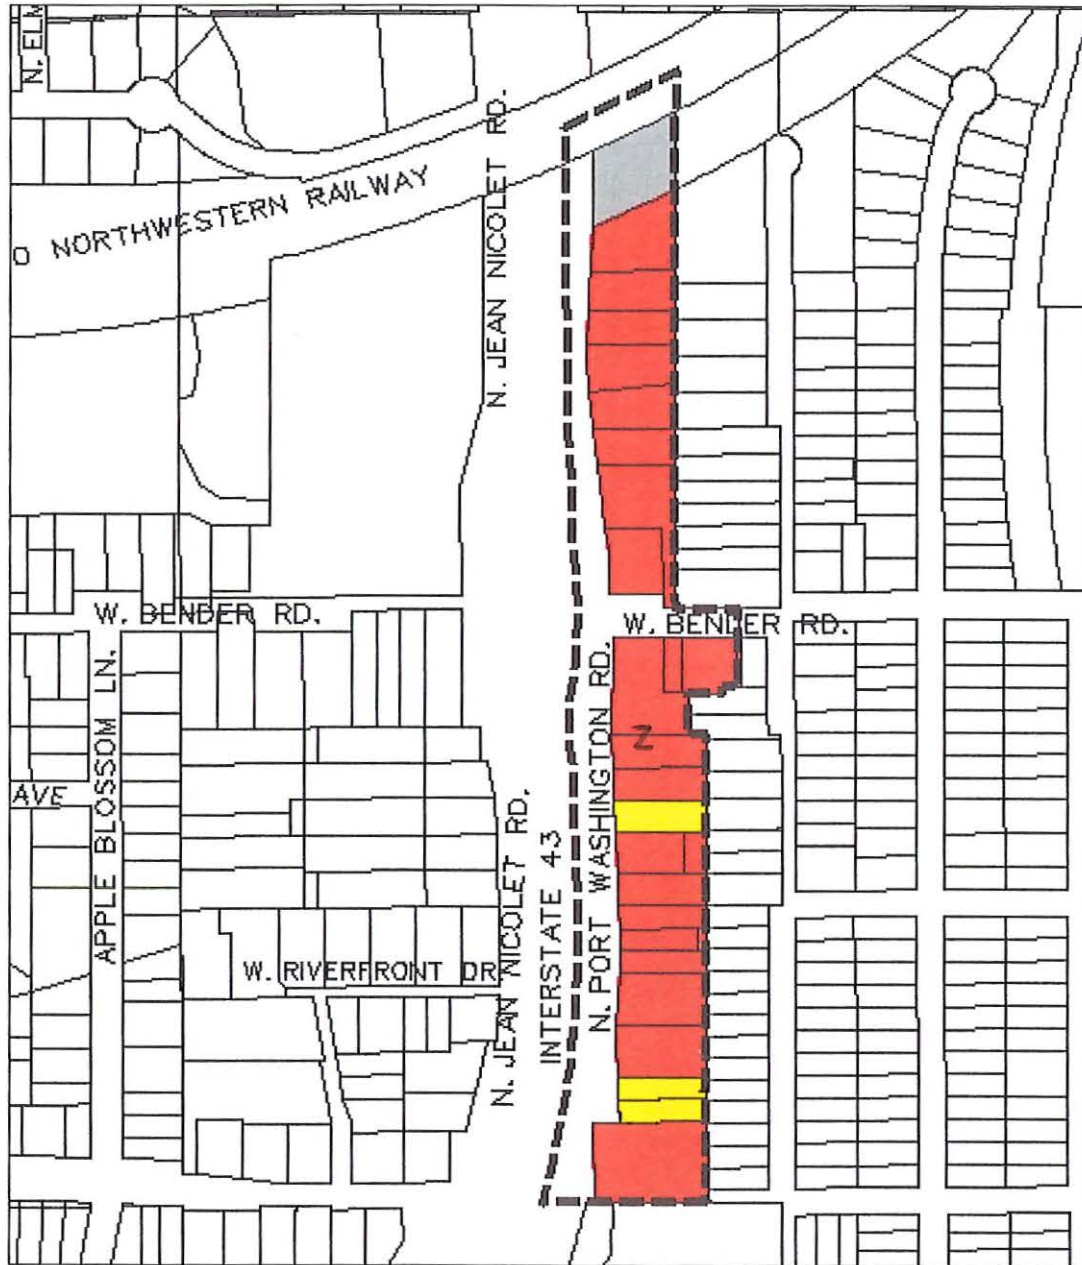 N. ELM
N. JEAN NICOLET RD.
O NORTHWESTERN RAILWAY
W. BENDER RD.
W. BENDER RD.
APPLE BLOSSOM LN.
AVE
N. PORT WASHINGTON RD.
Z
N. JEAN NICOLET RD.
INTERSTATE 43
W. RIVERFRONT DR